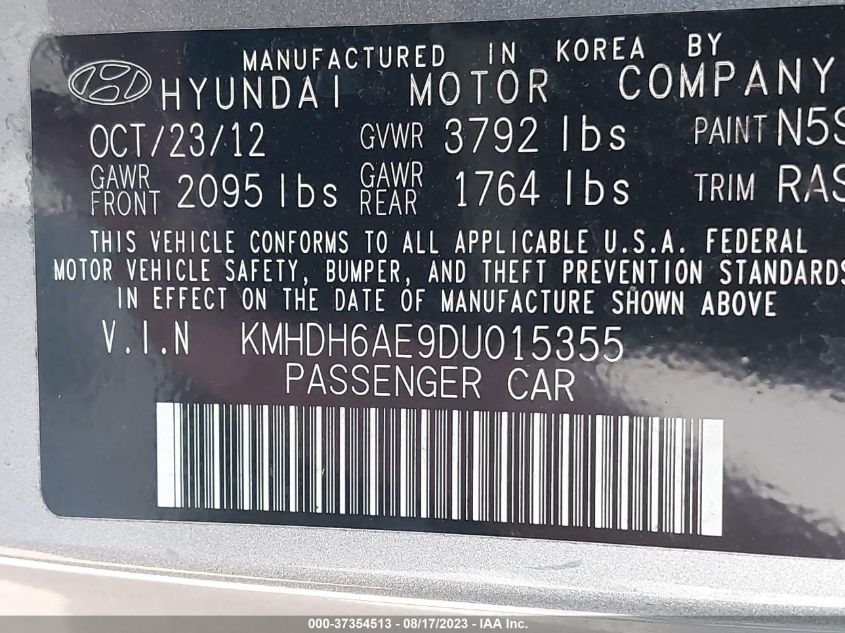 MANUFACTURED IN KOREA BY
HYUNDAI MOTOR COMPANY
OCT/23/12 GVWR 3792 lbs PAINT N5S
GAWR FRONT 2095 lbs GAWR REAR 1764 lbs TRIM RAS
THIS VEHICLE CONFORMS TO ALL APPLICABLE U.S.A. FEDERAL
MOTOR VEHICLE SAFETY, BUMPER, AND THEFT PREVENTION STANDARDS
IN EFFECT ON THE DATE OF MANUFACTURE SHOWN ABOVE
V.I.N KMHDH6AE9DU015355
PASSENGER CAR
000-37354513 - 08/17/2023 - IAA Inc.